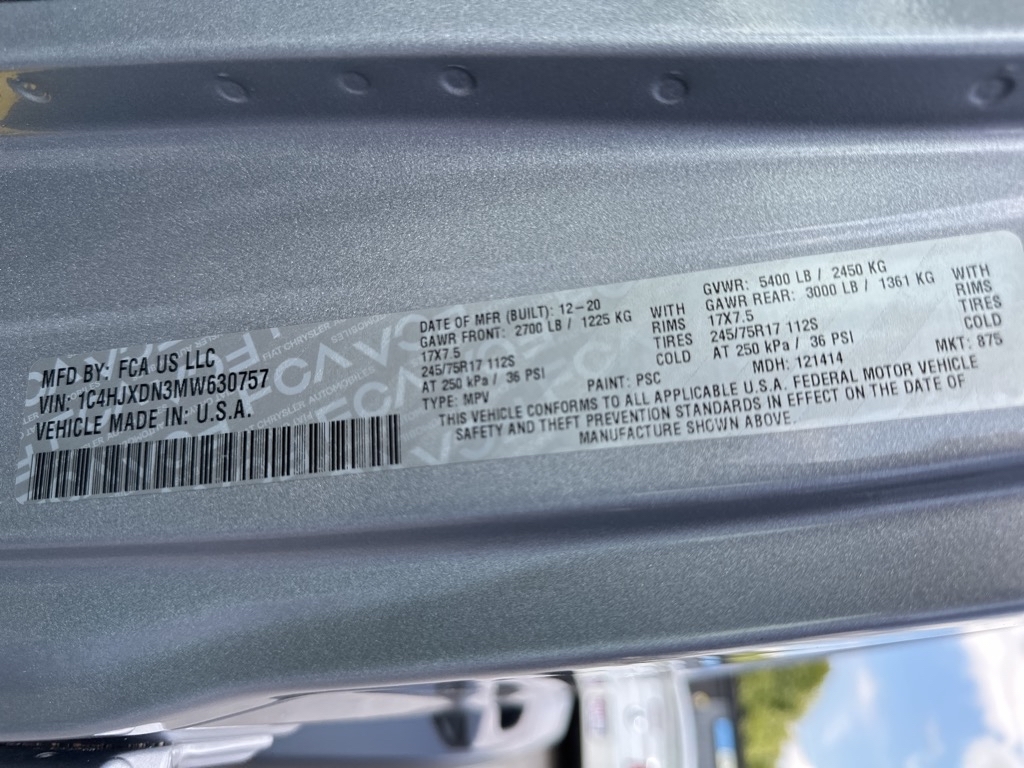 MFD BY: FCA US LLC
VIN: 1C4HJXDN3MW630757
VEHICLE MADE IN: U.S.A.
DATE OF MFR (BUILT): 12-20
GAWR FRONT: 2700 LB / 1225 KG WITH
17X7.5 RIMS
245/75R17 112S TIRES
AT 250 kPa / 36 PSI COLD
TYPE: MPV
GVWR: 5400 LB / 2450 KG
GAWR REAR: 3000 LB / 1361 KG WITH
17X7.5 RIMS
245/75R17 112S TIRES
AT 250 kPa / 36 PSI COLD
PAINT: PSC MDH: 121414 MKT: 875
THIS VEHICLE CONFORMS TO ALL APPLICABLE U.S.A. FEDERAL MOTOR VEHICLE
SAFETY AND THEFT PREVENTION STANDARDS IN EFFECT ON THE DATE OF
MANUFACTURE SHOWN ABOVE.